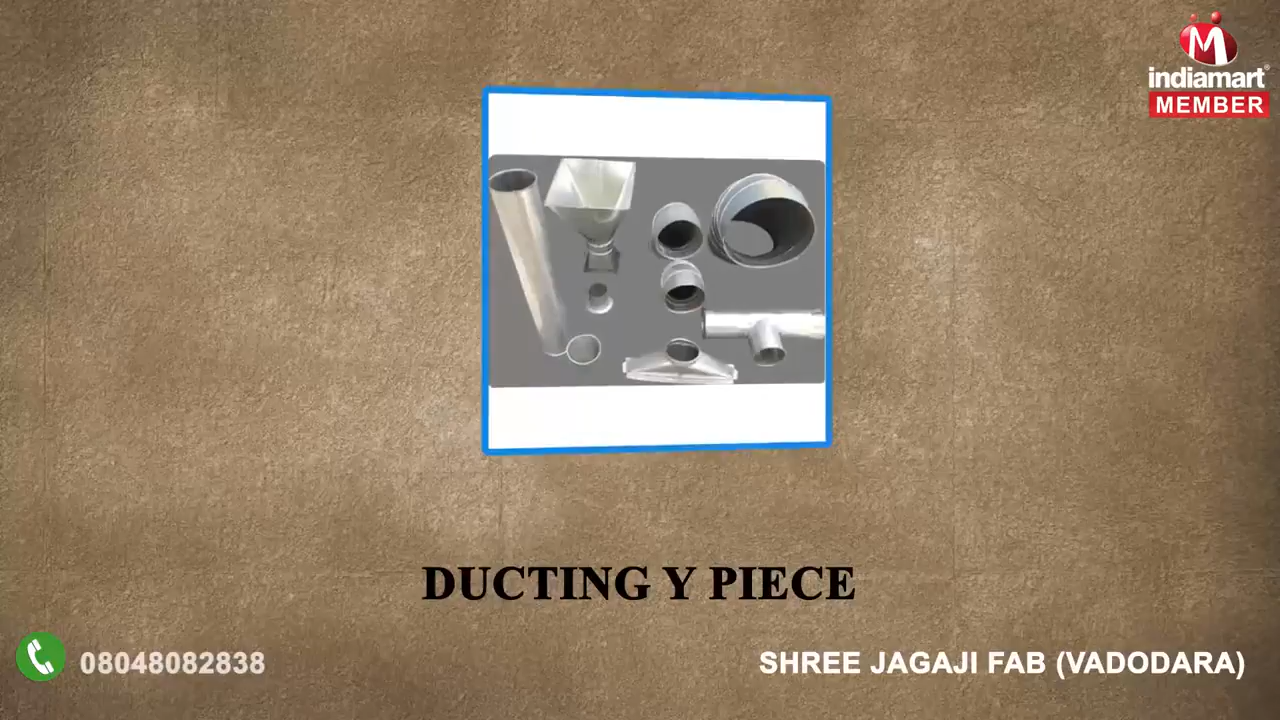 indiamart
MEMBER
DUCTING Y PIECE
08048082838
SHREE JAGAJI FAB (VADODARA)